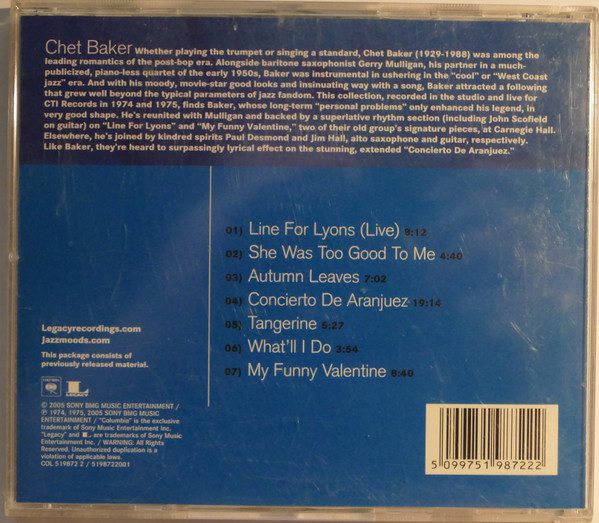 Chet Baker Whether playing the trumpet or singing a standard, Chet Baker (1929-1988) was among the
leading romantics of the post-bop era. Alongside baritone saxophonist Gerry Mulligan, his partner in a much-
publicized, piano-less quartet of the early 1950s, Baker was instrumental in ushering in the "cool" or "West Coast
jazz" era. And with his moody, movie-star good looks and insinuating way with a song, Baker attracted a following
that grew well beyond the typical parameters of jazz fandom. This collection, recorded in the studio and live for
CTI Records in 1974 and 1975, finds Baker, whose long-term "personal problems" only enhanced his legend, in
very good shape. He's reunited with Mulligan and backed by a superlative rhythm section (including John Scofield
on guitar) on "Line For Lyons" and "My Funny Valentine," two of their old group's signature pieces, at Carnegie Hall.
Elsewhere, he's joined by kindred spirits Paul Desmond and Jim Hall, alto saxophone and guitar, respectively.
Like Baker, they're heard to surpassingly lyrical effect on the stunning, extended "Concierto De Aranjuez."
01) Line For Lyons (Live) 8:12
02) She Was Too Good To Me 4:40
03) Autumn Leaves 7:02
04) Concierto De Aranjuez 19:14
05) Tangerine 5:27
06) What'll I Do 3:54
07) My Funny Valentine 8:40
Legacyrecordings.com
Jazzmoods.com
This package consists of
previously released material.
COLUMBIA
LEGACY
© 2005 SONY BMG MUSIC ENTERTAINMENT /
℗ 1974, 1975, 2005 SONY BMG MUSIC
ENTERTAINMENT / "Columbia" is the exclusive
trademark of Sony Music Entertainment Inc.
"Legacy" and L are trademarks of Sony Music
Entertainment Inc. / WARNING: All Rights
Reserved. Unauthorized duplication is a
violation of applicable laws.
COL 519872 2 / 5198722001
5 099751 987222